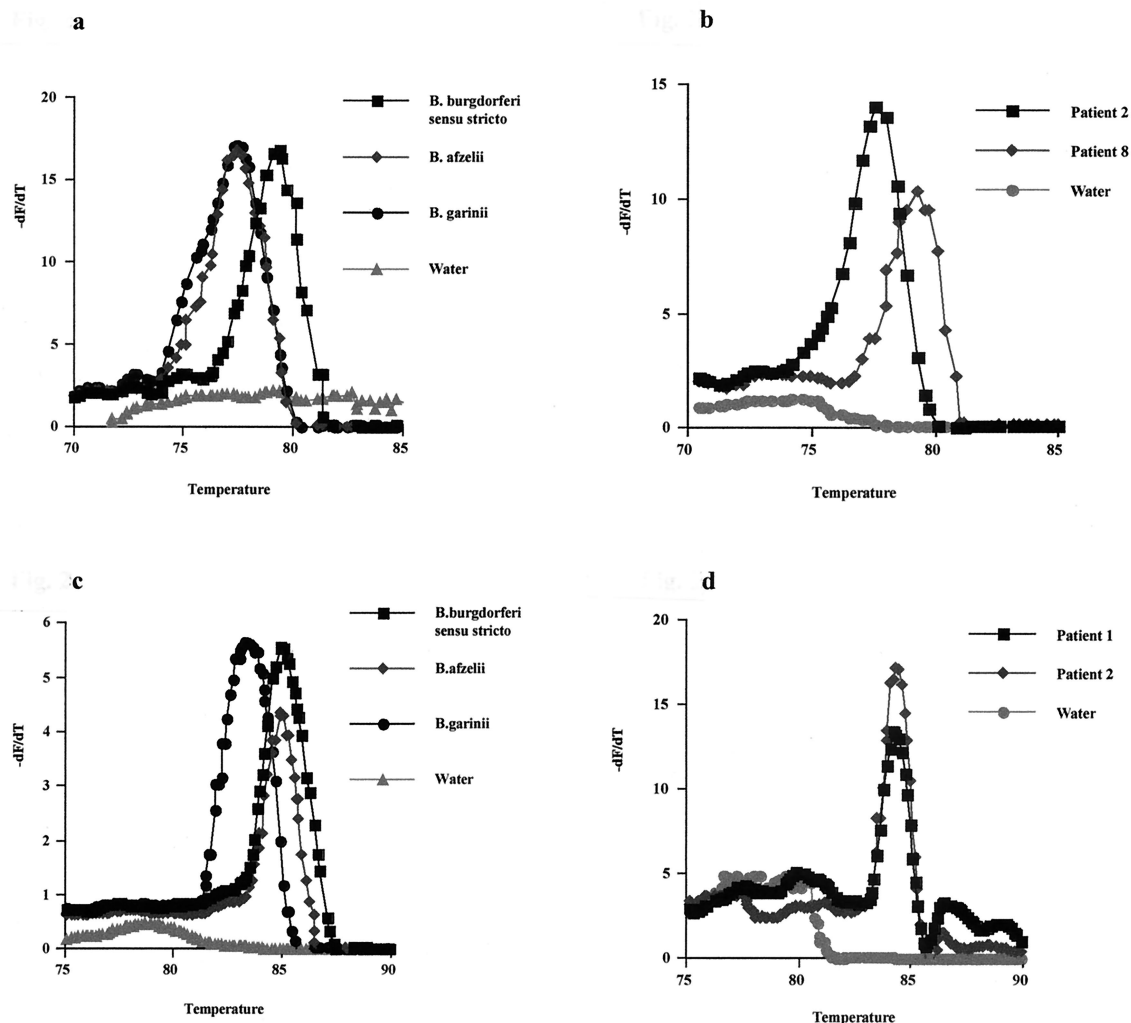 a
20
15
10
5
0
-dF/dT
70 75 80 85
Temperature
B. burgdorferi
sensu stricto
B. afzelii
B. garinii
Water
b
15
10
5
0
-dF/dT
70 75 80 85
Temperature
Patient 2
Patient 8
Water
Fig. 2
c
6
5
4
3
2
1
0
-dF/dT
75 80 85 90
Temperature
B.burgdorferi
sensu stricto
B.afzelii
B.garinii
Water
d
20
15
10
5
0
-dF/dT
75 80 85 90
Temperature
Patient 1
Patient 2
Water